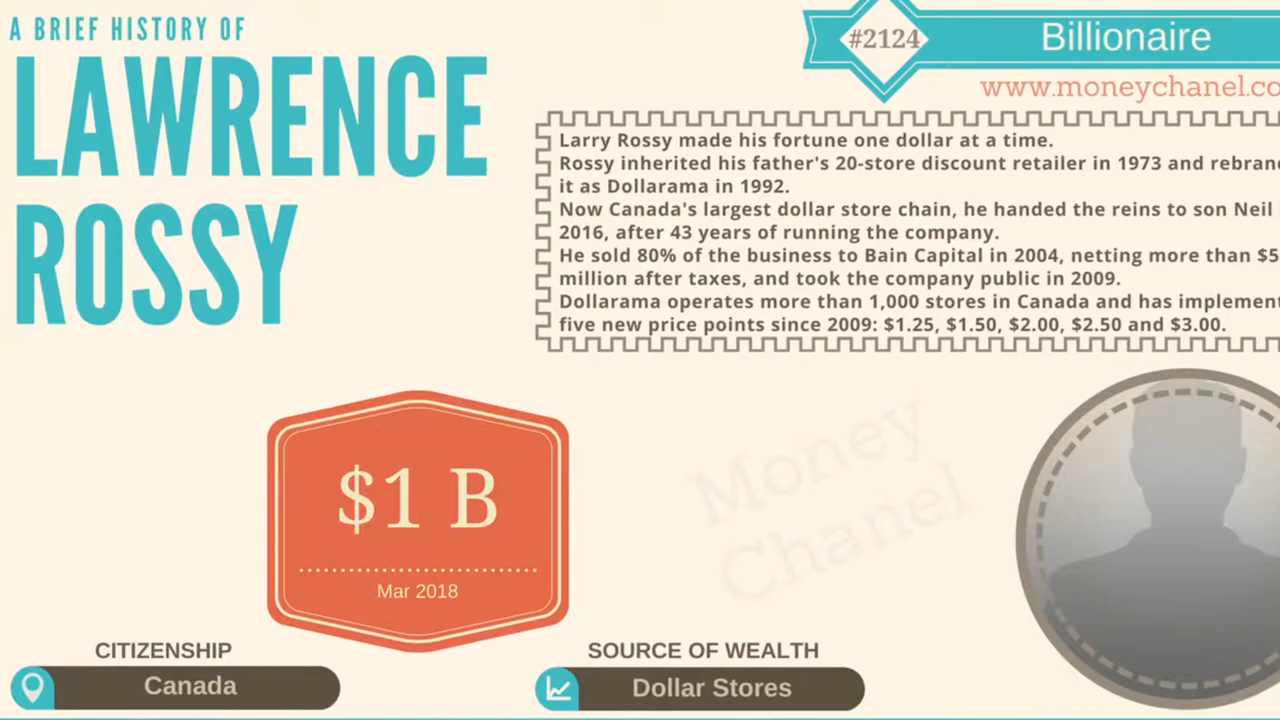 A BRIEF HISTORY OF
LAWRENCE
ROSSY
#2124
Billionaire
www.moneychanel.co
Larry Rossy made his fortune one dollar at a time.
Rossy inherited his father's 20-store discount retailer in 1973 and rebran
it as Dollarama in 1992.
Now Canada's largest dollar store chain, he handed the reins to son Neil
2016, after 43 years of running the company.
He sold 80% of the business to Bain Capital in 2004, netting more than $5
million after taxes, and took the company public in 2009.
Dollarama operates more than 1,000 stores in Canada and has implement
five new price points since 2009: $1.25, $1.50, $2.00, $2.50 and $3.00.
$1 B
Mar 2018
Money
Chanel
CITIZENSHIP
Canada
SOURCE OF WEALTH
Dollar Stores